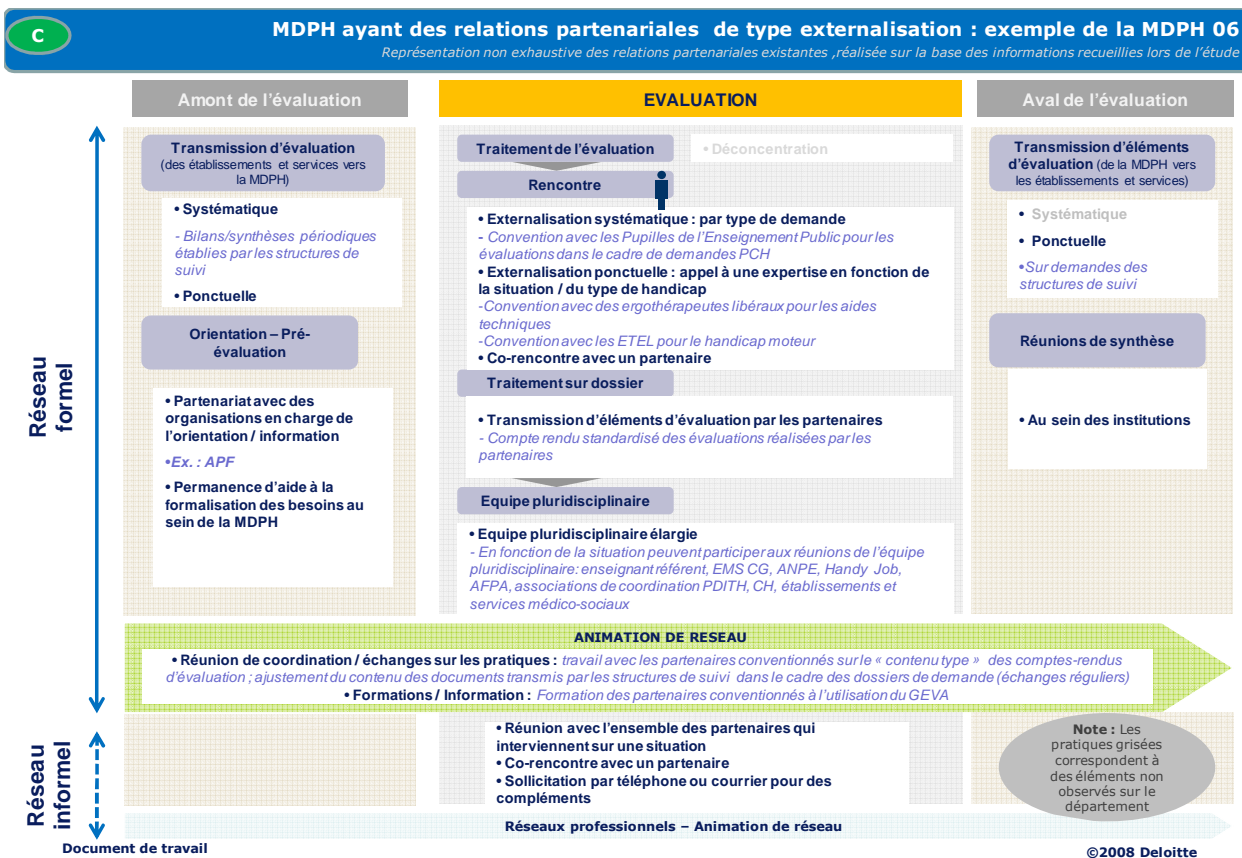 C
MDPH ayant des relations partenariales de type externalisation : exemple de la MDPH 06
Représentation non exhaustive des relations partenariales existantes ,réalisée sur la base des informations recueillies lors de l'étude
Amont de l'évaluation
EVALUATION
Aval de l'évaluation
Réseau
formel
Transmission d'évaluation
(des établissements et services vers
la MDPH)
• Systématique
- Bilans/synthèses périodiques
établies par les structures de
suivi
• Ponctuelle
Orientation – Pré-
évaluation
• Partenariat avec des
organisations en charge de
l'orientation / information
•Ex. : APF
• Permanence d'aide à la
formalisation des besoins au
sein de la MDPH
Traitement de l'évaluation
• Déconcentration
Rencontre
• Externalisation systématique : par type de demande
- Convention avec les Pupilles de l'Enseignement Public pour les
évaluations dans le cadre de demandes PCH
• Externalisation ponctuelle : appel à une expertise en fonction de
la situation / du type de handicap
-Convention avec des ergothérapeutes libéraux pour les aides
techniques
-Convention avec les ETEL pour le handicap moteur
• Co-rencontre avec un partenaire
Traitement sur dossier
• Transmission d'éléments d'évaluation par les partenaires
- Compte rendu standardisé des évaluations réalisées par les
partenaires
Equipe pluridisciplinaire
• Equipe pluridisciplinaire élargie
- En fonction de la situation peuvent participer aux réunions de l'équipe
pluridisciplinaire: enseignant référent, EMS CG, ANPE, Handy Job,
AFPA, associations de coordination PDITH, CH, établissements et
services médico-sociaux
Transmission d'éléments
d'évaluation (de la MDPH vers
les établissements et services)
• Systématique
• Ponctuelle
•Sur demandes des
structures de suivi
Réunions de synthèse
• Au sein des institutions
ANIMATION DE RESEAU
• Réunion de coordination / échanges sur les pratiques : travail avec les partenaires conventionnés sur le « contenu type » des comptes-rendus
d'évaluation ; ajustement du contenu des documents transmis par les structures de suivi dans le cadre des dossiers de demande (échanges réguliers)
• Formations / Information : Formation des partenaires conventionnés à l'utilisation du GEVA
Réseau
informel
• Réunion avec l'ensemble des partenaires qui
interviennent sur une situation
• Co-rencontre avec un partenaire
• Sollicitation par téléphone ou courrier pour des
compléments
Note : Les
pratiques grisées
correspondent à
des éléments non
observés sur le
département
Réseaux professionnels – Animation de réseau
Document de travail
©2008 Deloitte